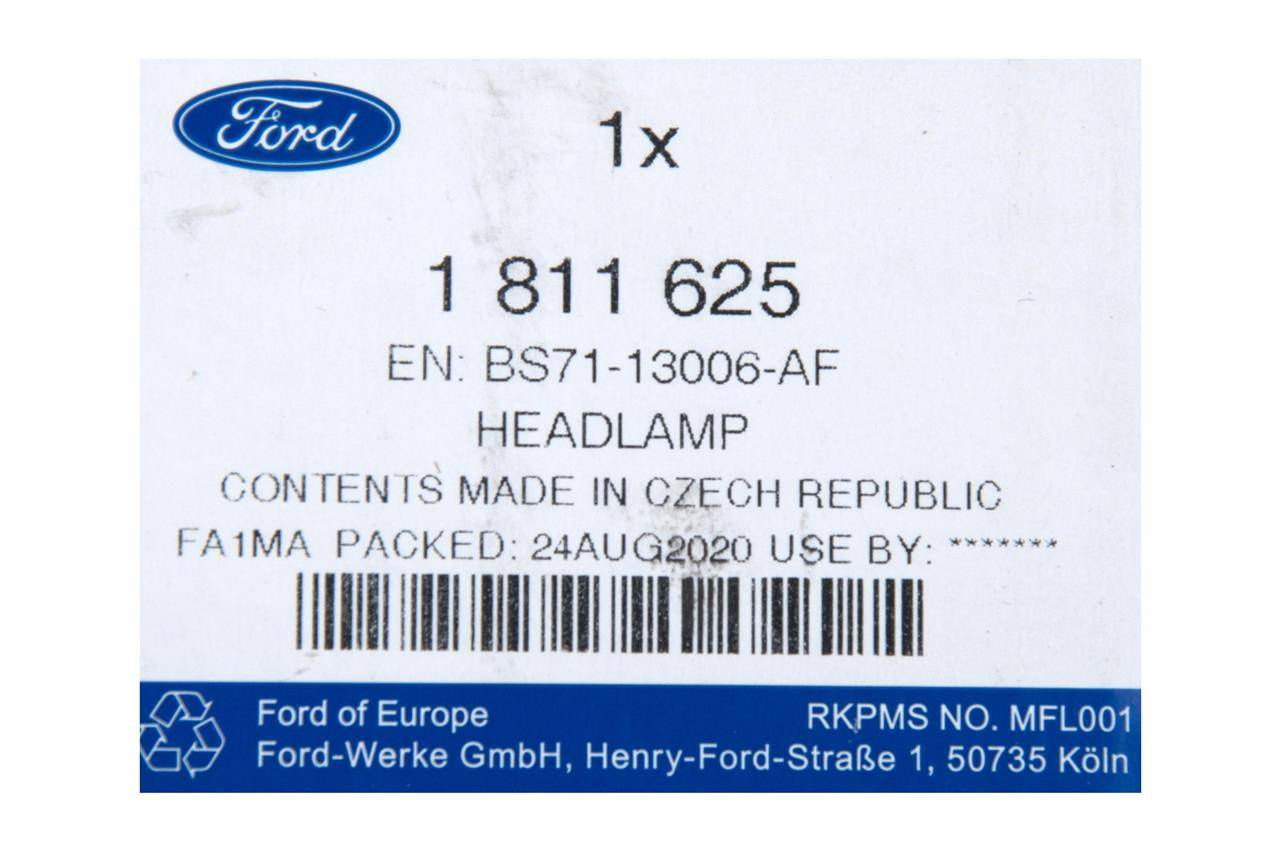 Ford
1x
1 811 625
EN: BS71-13006-AF
HEADLAMP
CONTENTS MADE IN CZECH REPUBLIC
FA1MA PACKED: 24AUG2020 USE BY: *******
Ford of Europe
RKPMS NO. MFL001
Ford-Werke GmbH, Henry-Ford-Straße 1, 50735 Köln